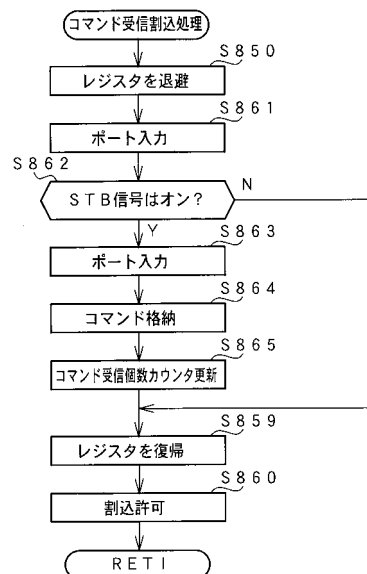 コマンド受信割込処理
S850
レジスタを退避
S861
ポート入力
S862
STB信号はオン?
N
Y
S863
ポート入力
S864
コマンド格納
S865
コマンド受信個数カウンタ更新
S859
レジスタを復帰
S860
割込許可
RETI